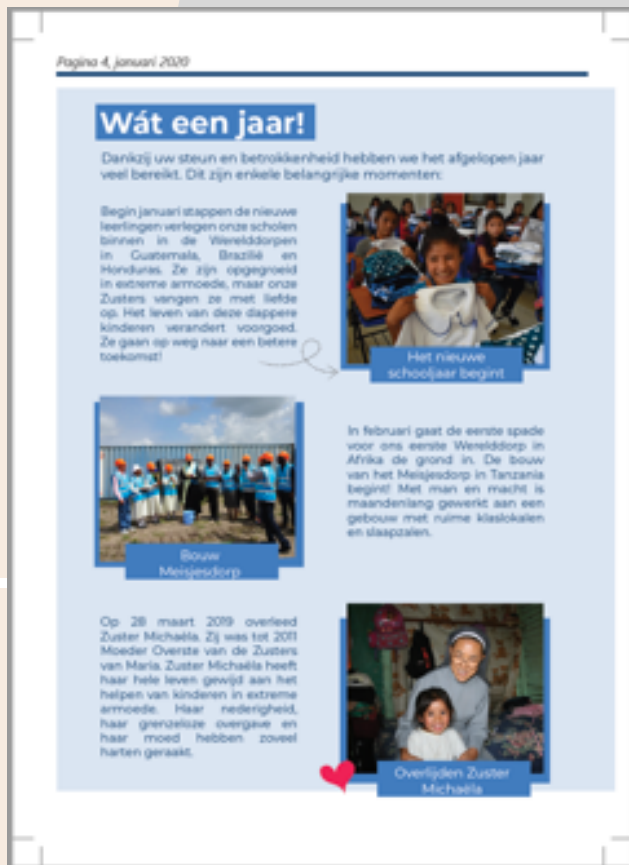 Pagina 4, januari 2020
Wát een jaar!
Dankzij uw steun en betrokkenheid hebben we het afgelopen jaar
veel bereikt. Dit zijn enkele belangrijke momenten:
Begin januari stappen de nieuwe
leerlingen verlegen onze scholen
binnen in de Werelddorpen
in Guatemala, Brazilië en
Honduras. Ze zijn opgegroeid
in extreme armoede, maar onze
Zusters vangen ze met liefde
op. Het leven van deze dappere
kinderen verandert voorgoed.
Ze gaan op weg naar een betere
toekomst!
Het nieuwe
schooljaar begint
In februari gaat de eerste spade
voor ons eerste Werelddorp in
Afrika de grond in. De bouw
van het Meisjesdorp in Tanzania
begint! Met man en macht is
maandenlang gewerkt aan een
gebouw met ruime klaslokalen
en slaapzalen.
Bouw
Meisjesdorp
Op 28 maart 2019 overleed
Zuster Michaëla. Zij was tot 2011
Moeder Overste van de Zusters
van Maria. Zuster Michaëla heeft
haar hele leven gewijd aan het
helpen van kinderen in extreme
armoede. Haar nederigheid,
haar grenzeloze overgave en
haar moed hebben zoveel
harten geraakt.
Overlijden Zuster
Michaëla